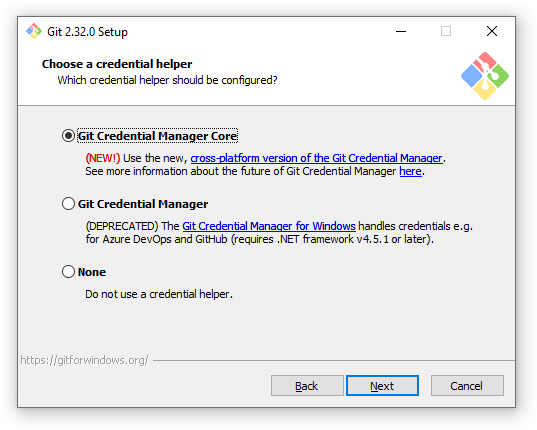 Git 2.32.0 Setup
Choose a credential helper
Which credential helper should be configured?
Git Credential Manager Core
(NEW!) Use the new, cross-platform version of the Git Credential Manager.
See more information about the future of Git Credential Manager here.
Git Credential Manager
(DEPRECATED) The Git Credential Manager for Windows handles credentials e.g.
for Azure DevOps and GitHub (requires .NET framework v4.5.1 or later).
None
Do not use a credential helper.
https://gitforwindows.org/
Back Next Cancel